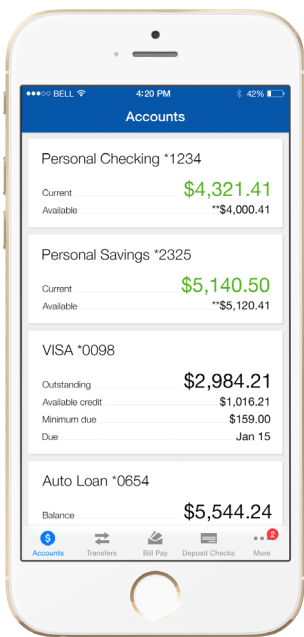 BELL 4:20 PM 42%
Accounts
Personal Checking *1234
Current $4,321.41
Available **$4,000.41
Personal Savings *2325
Current $5,140.50
Available **$5,120.41
VISA *0098
Outstanding $2,984.21
Available credit $1,016.21
Minimum due $159.00
Due Jan 15
Auto Loan *0654
Balance $5,544.24
$ 2
Accounts Transfers Bill Pay Deposit Checks More